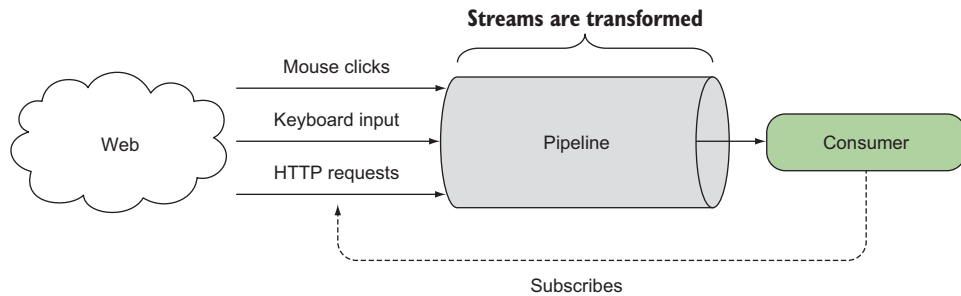 Streams are transformed
Mouse clicks
Keyboard input
HTTP requests
Web
Pipeline
Consumer
Subscribes